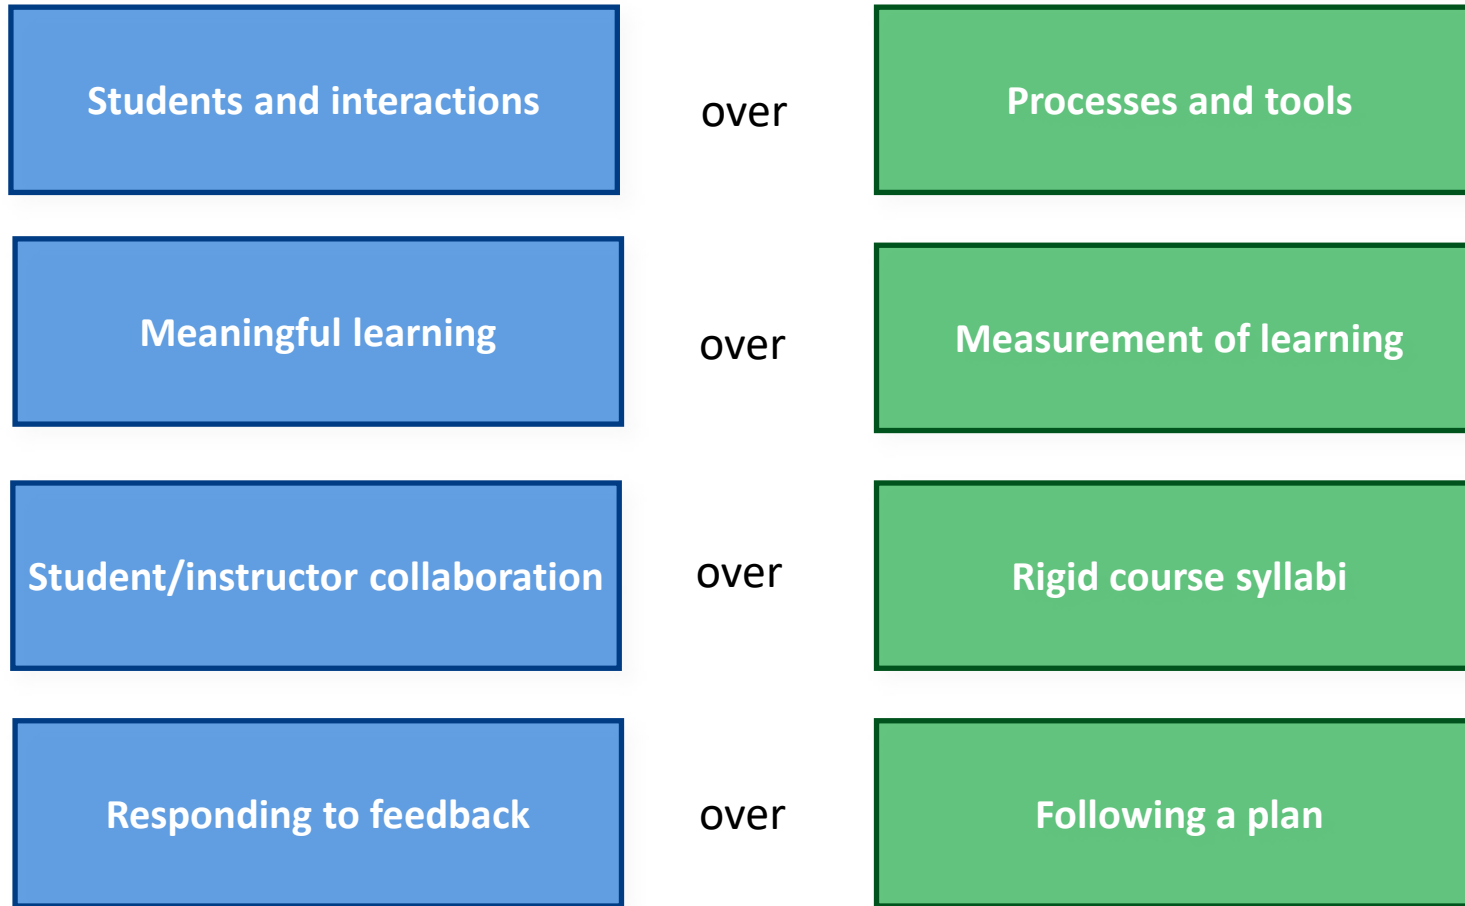 Students and interactions over Processes and tools
Meaningful learning over Measurement of learning
Student/instructor collaboration over Rigid course syllabi
Responding to feedback over Following a plan